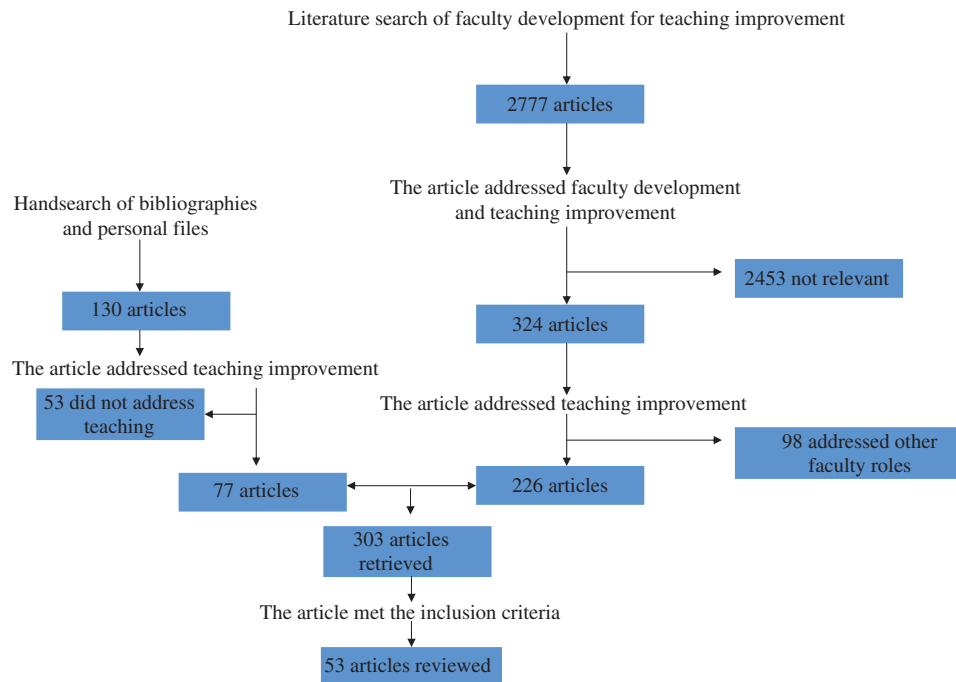 Literature search of faculty development for teaching improvement
2777 articles
The article addressed faculty development
and teaching improvement
Handsearch of bibliographies
and personal files
2453 not relevant
130 articles
324 articles
The article addressed teaching improvement
53 did not address
teaching
The article addressed teaching improvement
98 addressed other
faculty roles
77 articles
226 articles
303 articles
retrieved
The article met the inclusion criteria
53 articles reviewed